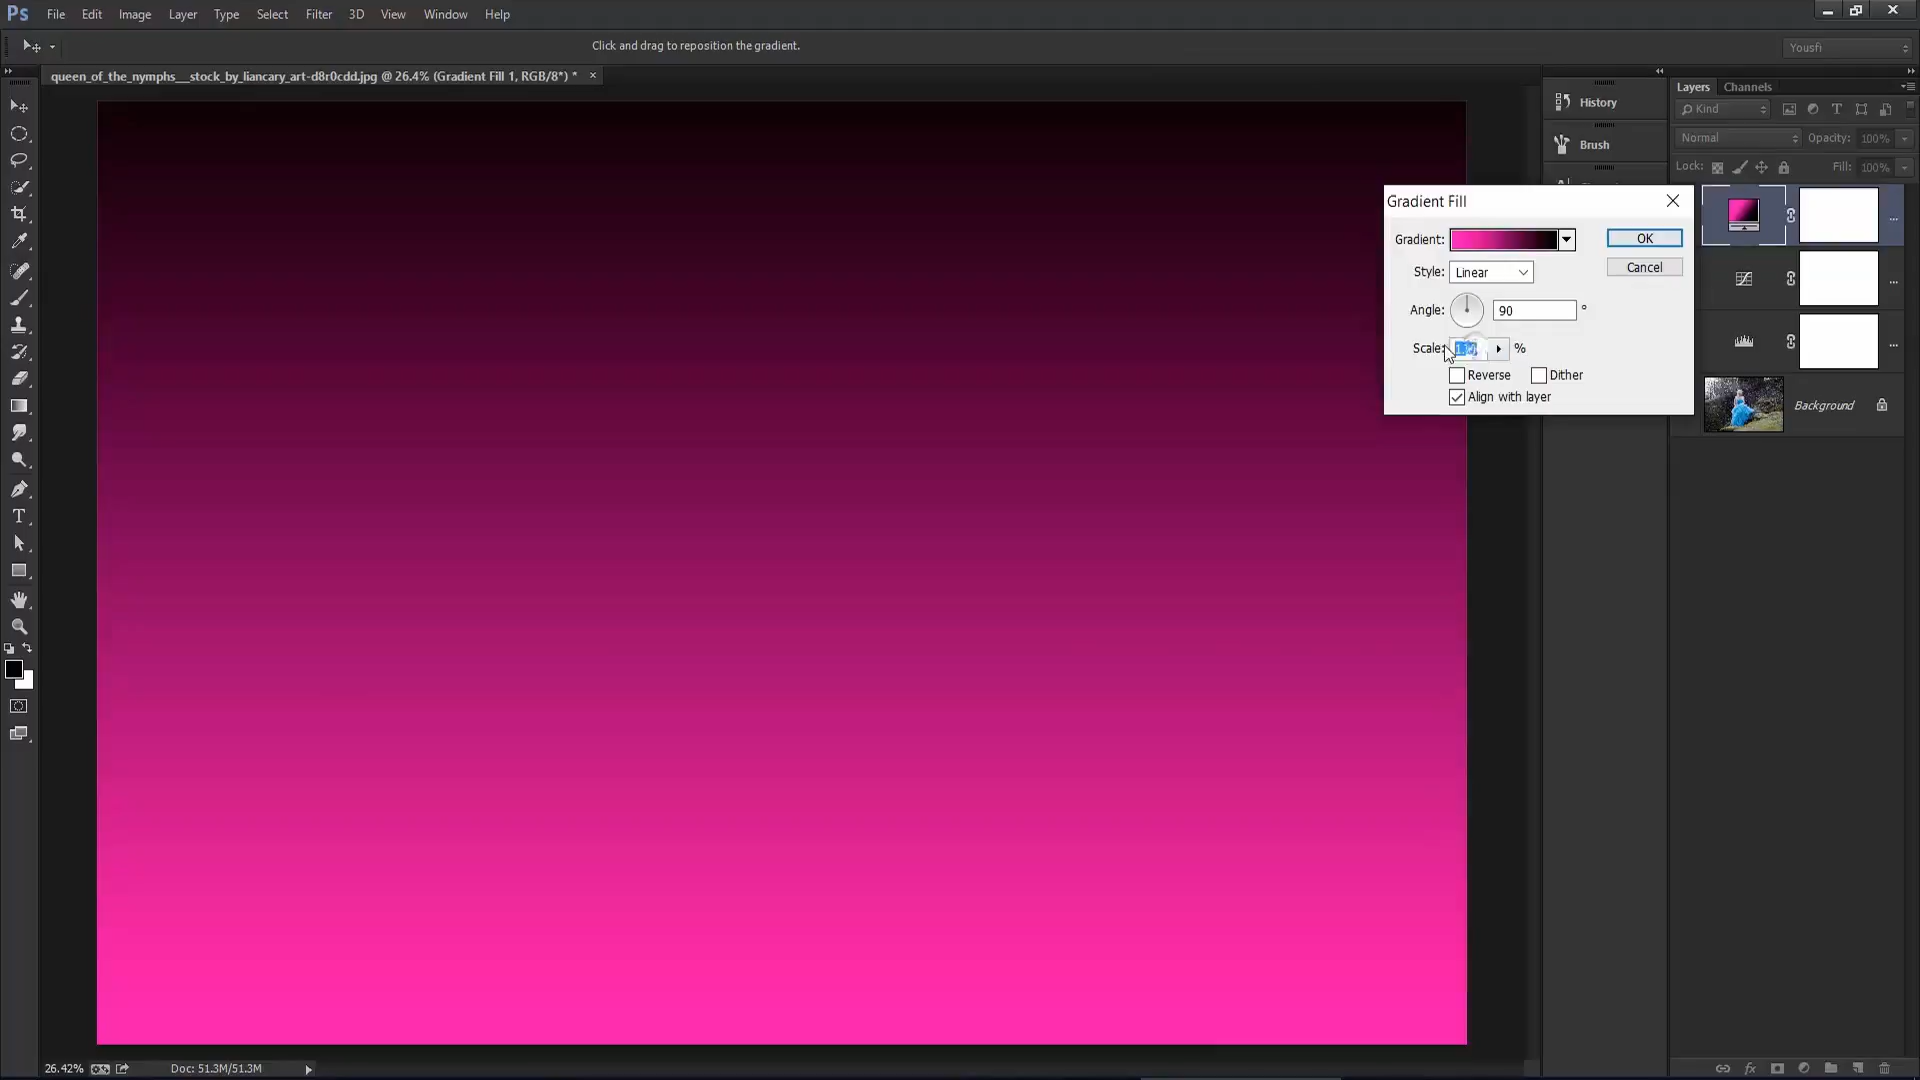 Ps File Edit Image Layer Type Select Filter 3D View Window Help
Click and drag to reposition the gradient.
Yousfi
queen_of_the_nymphs__stock_by_liancary_art-d8r0cdd.jpg @ 26.4% (Gradient Fill 1, RGB/8*) *
Layers Channels
History
Kind
Brush
Normal Opacity: 100%
Lock: Fill: 100%
Gradient Fill
Gradient: OK
Style: Linear Cancel
Angle: 90 °
Scale: %
Reverse Dither
Align with layer
Background
T
26.42% Doc: 51.3M/51.3M
fx